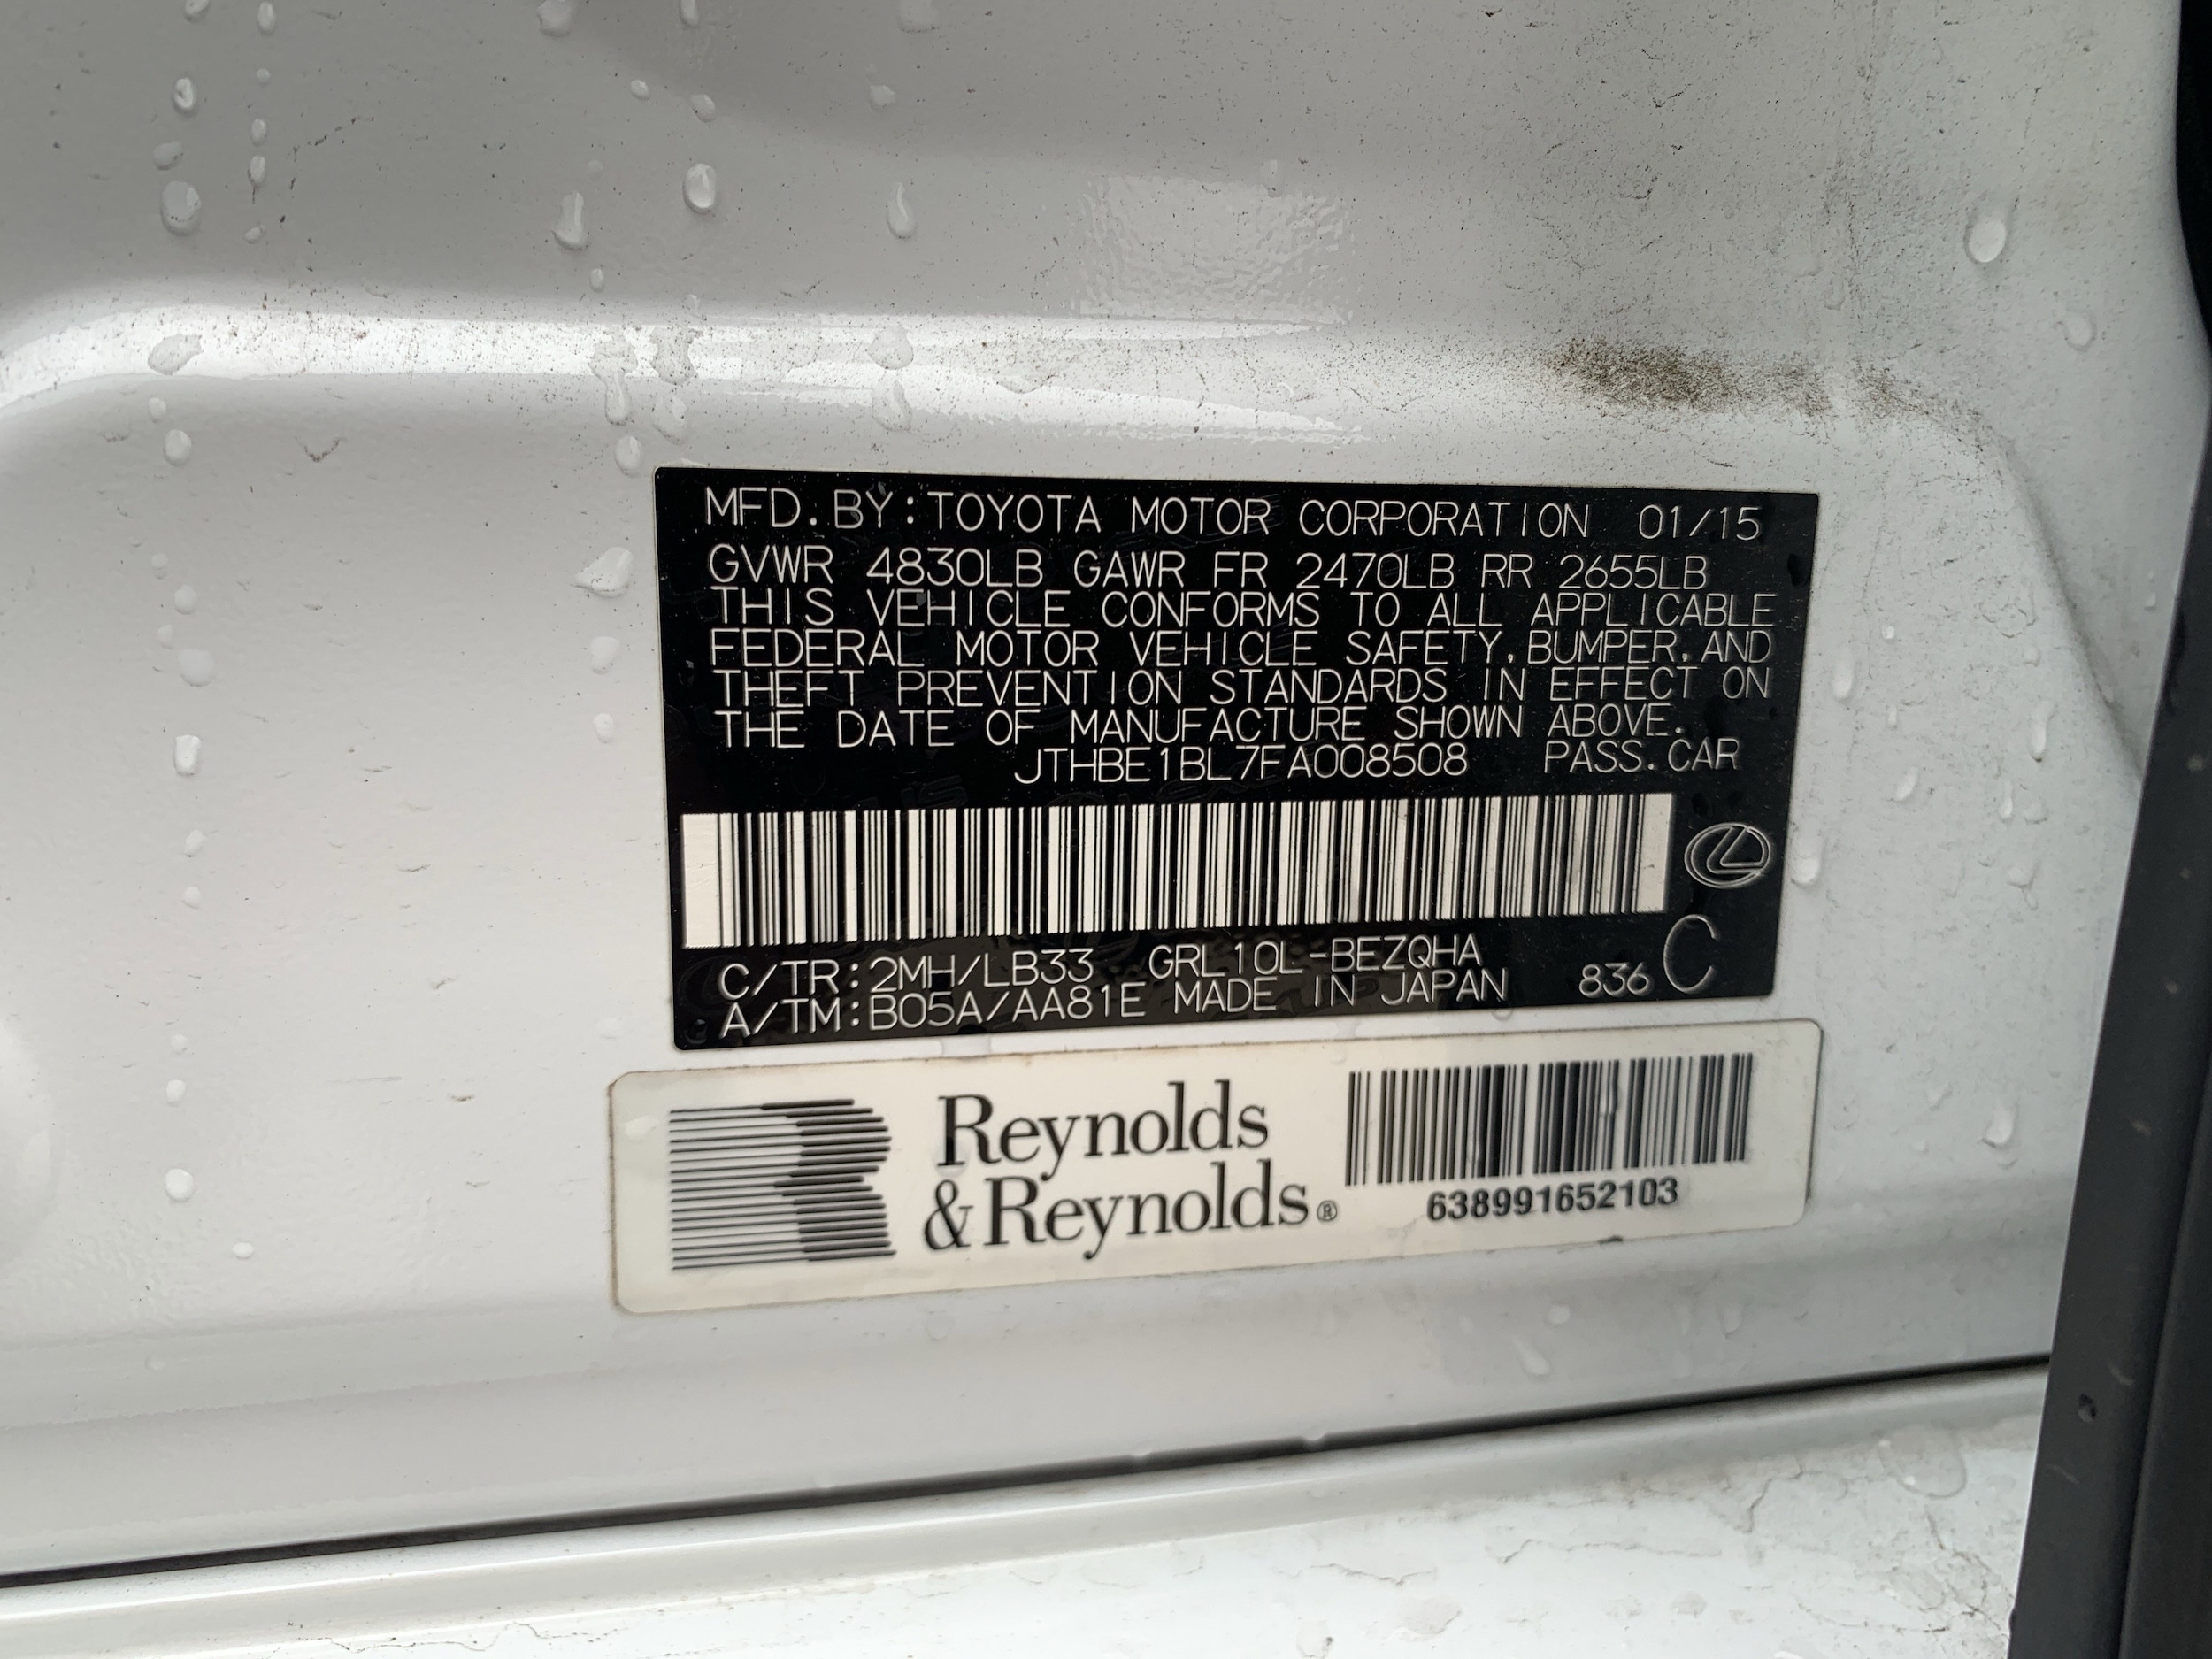 MFD. BY: TOYOTA MOTOR CORPORATION 01/15
GVWR 4830LB GAWR FR 2470LB RR 2655LB
THIS VEHICLE CONFORMS TO ALL APPLICABLE
FEDERAL MOTOR VEHICLE SAFETY, BUMPER, AND
THEFT PREVENTION STANDARDS IN EFFECT ON
THE DATE OF MANUFACTURE SHOWN ABOVE.
JTHBE1BL7FA008508 PASS. CAR
C/TR: 2MH/LB33 GRL10L-BEZQHA
A/TM: B05A/AA81E MADE IN JAPAN 836 C
Reynolds
&Reynolds®
638991652103